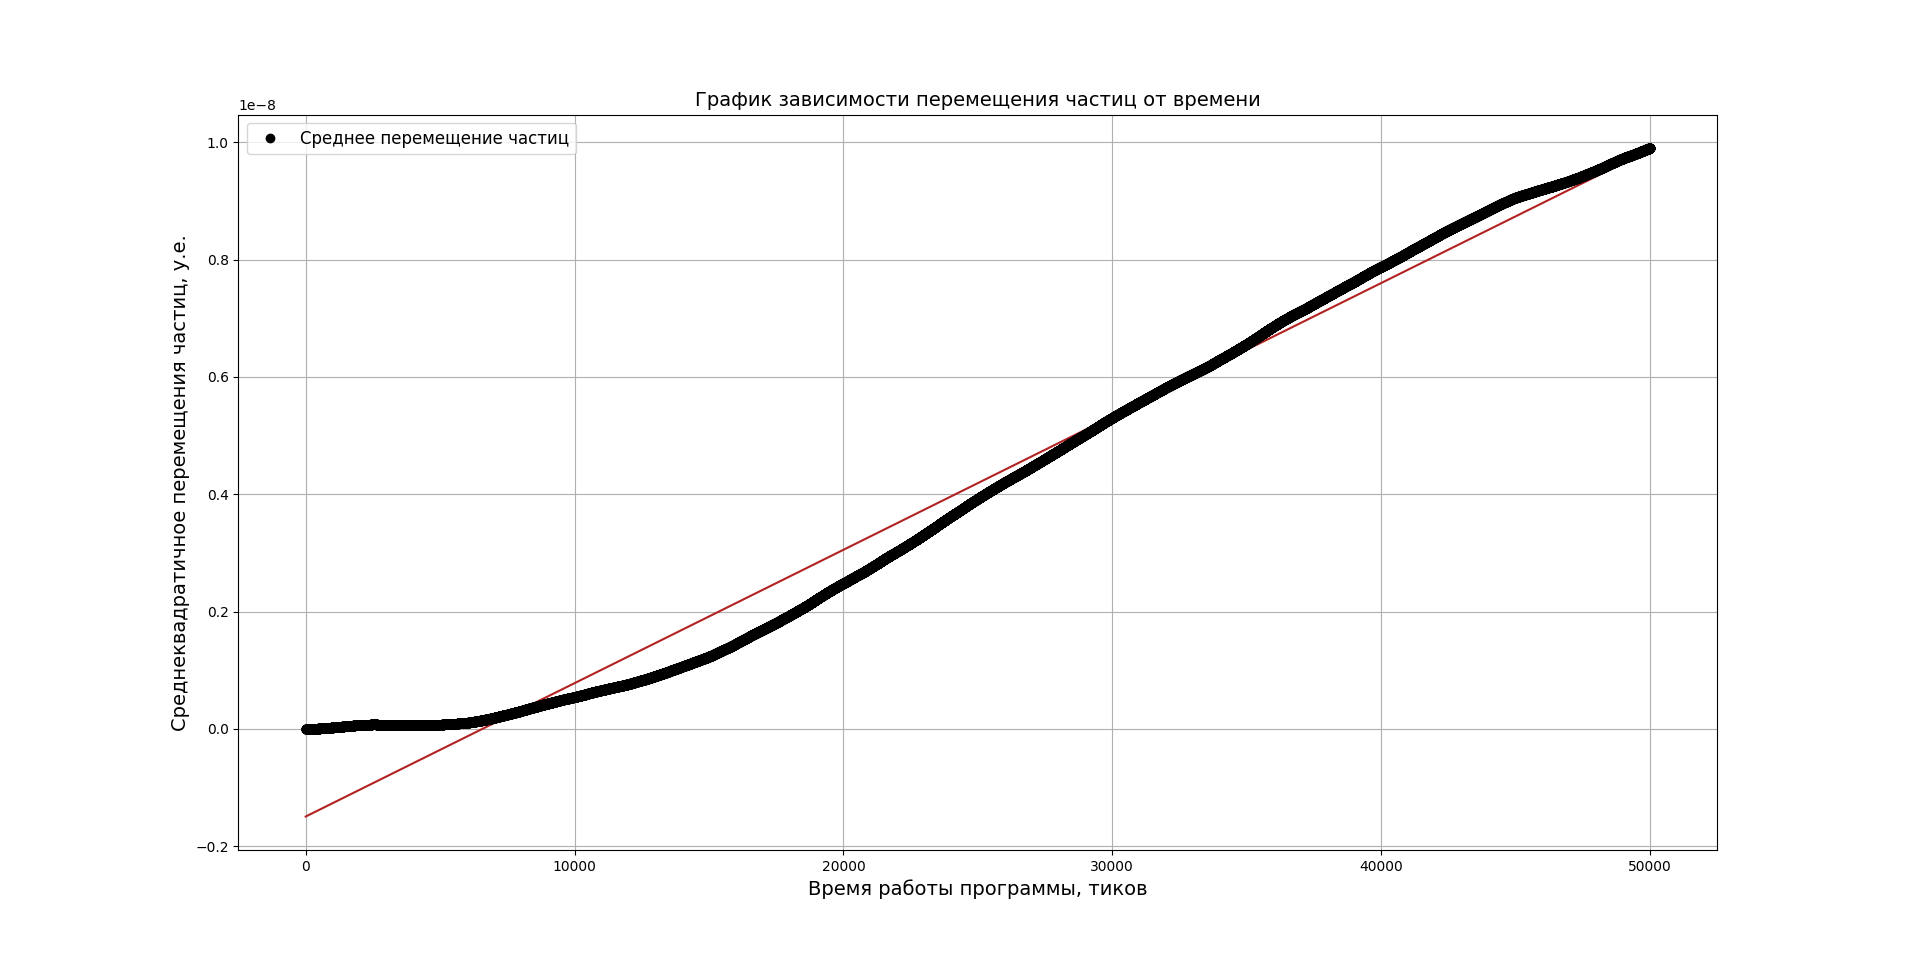 График зависимости перемещения частиц от времени
1e−8
Среднее перемещение частиц
1.0
0.8
0.6
0.4
0.2
0.0
−0.2
Среднеквадратичное перемещения частиц, у.е.
0 10000 20000 30000 40000 50000
Время работы программы, тиков